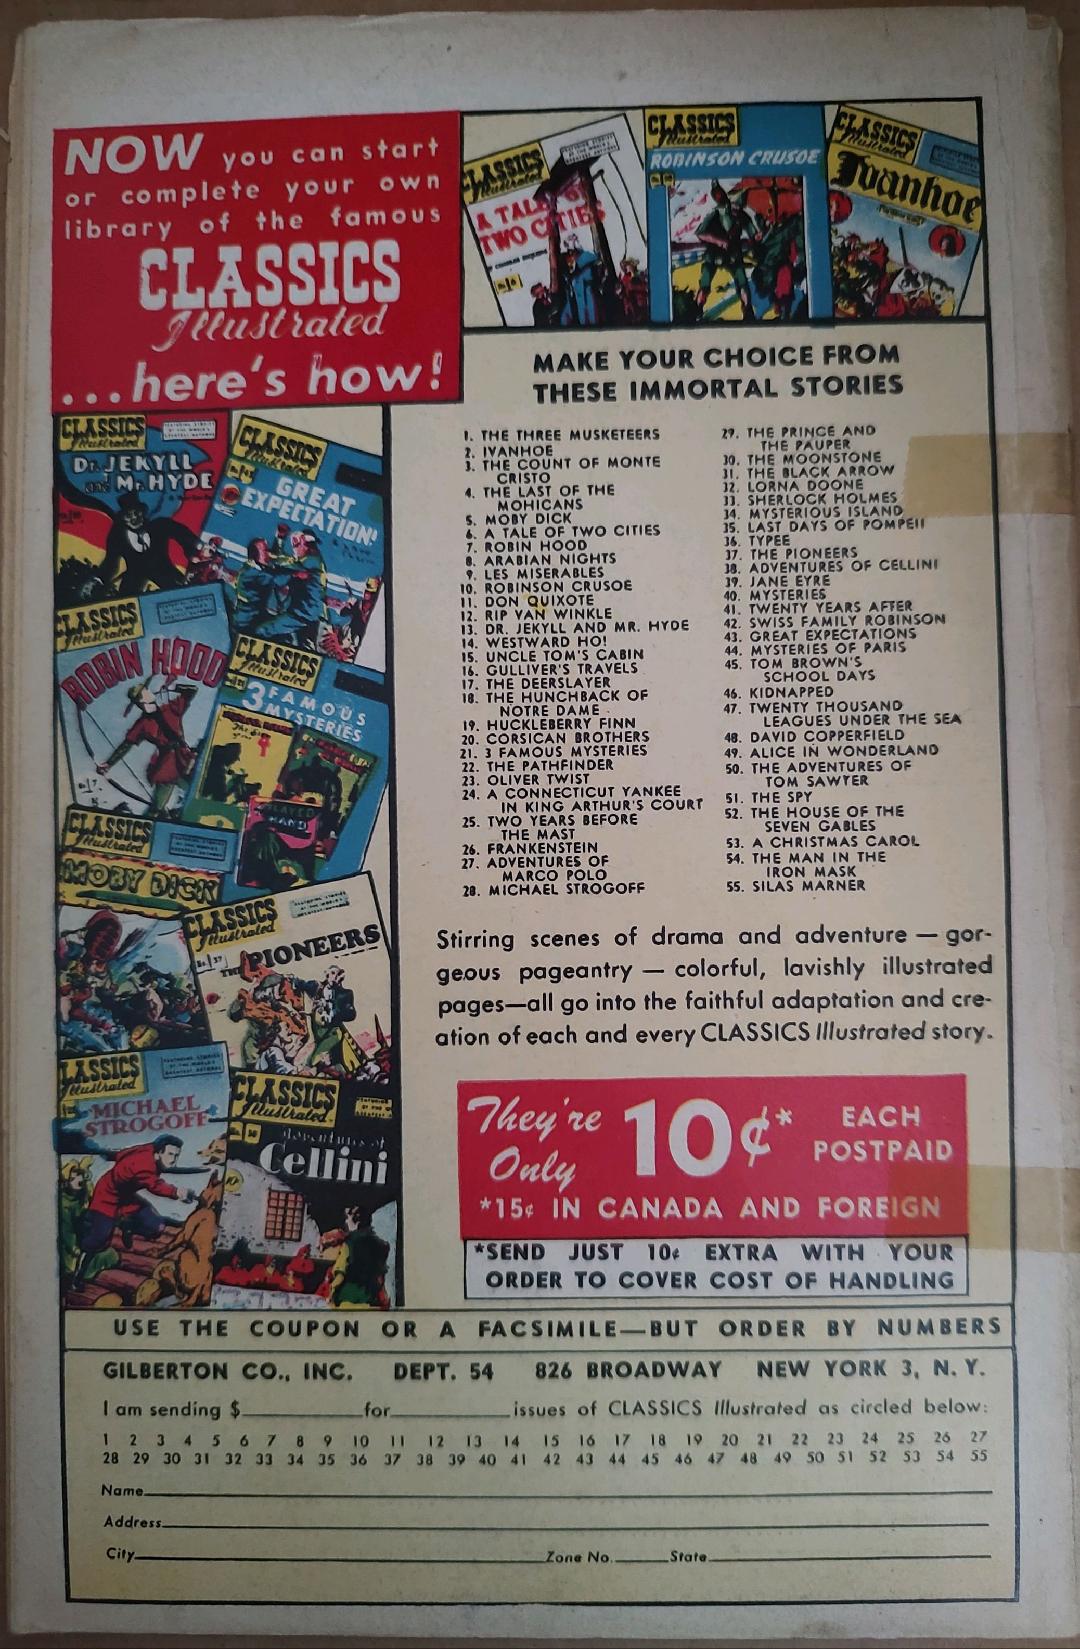 NOW you can start
or complete your own
library of the famous
CLASSICS
Illustrated
...here's how!
CLASSICS
Illustrated
A TALE OF
TWO CITIES
CLASSICS
Illustrated
ROBINSON CRUSOE
CLASSICS
Illustrated
Ivanhoe
CLASSICS
Illustrated
FEATURING STORIES
BY THE WORLD'S
GREATEST AUTHORS
DR. JEKYLL
and MR. HYDE
CLASSICS
Illustrated
GREAT
EXPECTATIONS
CLASSICS
Illustrated
ROBIN HOOD
CLASSICS
Illustrated
3 FAMOUS
MYSTERIES
CLASSICS
Illustrated
MOBY DICK
CLASSICS
Illustrated
THE PIONEERS
CLASSICS
Illustrated
FEATURING STORIES
BY THE WORLD'S
GREATEST AUTHORS
MICHAEL
STROGOFF
CLASSICS
Illustrated
Adventures of
Cellini
MAKE YOUR CHOICE FROM
THESE IMMORTAL STORIES
1. THE THREE MUSKETEERS
2. IVANHOE
3. THE COUNT OF MONTE
CRISTO
4. THE LAST OF THE
MOHICANS
5. MOBY DICK
6. A TALE OF TWO CITIES
7. ROBIN HOOD
8. ARABIAN NIGHTS
9. LES MISERABLES
10. ROBINSON CRUSOE
11. DON QUIXOTE
12. RIP VAN WINKLE
13. DR. JEKYLL AND MR. HYDE
14. WESTWARD HO!
15. UNCLE TOM'S CABIN
16. GULLIVER'S TRAVELS
17. THE DEERSLAYER
18. THE HUNCHBACK OF
NOTRE DAME
19. HUCKLEBERRY FINN
20. CORSICAN BROTHERS
21. 3 FAMOUS MYSTERIES
22. THE PATHFINDER
23. OLIVER TWIST
24. A CONNECTICUT YANKEE
IN KING ARTHUR'S COURT
25. TWO YEARS BEFORE
THE MAST
26. FRANKENSTEIN
27. ADVENTURES OF
MARCO POLO
28. MICHAEL STROGOFF
29. THE PRINCE AND
THE PAUPER
30. THE MOONSTONE
31. THE BLACK ARROW
32. LORNA DOONE
33. SHERLOCK HOLMES
34. MYSTERIOUS ISLAND
35. LAST DAYS OF POMPEII
36. TYPEE
37. THE PIONEERS
38. ADVENTURES OF CELLINI
39. JANE EYRE
40. MYSTERIES
41. TWENTY YEARS AFTER
42. SWISS FAMILY ROBINSON
43. GREAT EXPECTATIONS
44. MYSTERIES OF PARIS
45. TOM BROWN'S
SCHOOL DAYS
46. KIDNAPPED
47. TWENTY THOUSAND
LEAGUES UNDER THE SEA
48. DAVID COPPERFIELD
49. ALICE IN WONDERLAND
50. THE ADVENTURES OF
TOM SAWYER
51. THE SPY
52. THE HOUSE OF THE
SEVEN GABLES
53. A CHRISTMAS CAROL
54. THE MAN IN THE
IRON MASK
55. SILAS MARNER
Stirring scenes of drama and adventure — gor-
geous pageantry — colorful, lavishly illustrated
pages—all go into the faithful adaptation and cre-
ation of each and every CLASSICS Illustrated story.
They're
Only
10¢*
EACH
POSTPAID
*15¢ IN CANADA AND FOREIGN
*SEND JUST 10¢ EXTRA WITH YOUR
ORDER TO COVER COST OF HANDLING
USE THE COUPON OR A FACSIMILE—BUT ORDER BY NUMBERS
GILBERTON CO., INC. DEPT. 54 826 BROADWAY NEW YORK 3, N. Y.
I am sending $ for issues of CLASSICS Illustrated as circled below:
1 2 3 4 5 6 7 8 9 10 11 12 13 14 15 16 17 18 19 20 21 22 23 24 25 26 27
28 29 30 31 32 33 34 35 36 37 38 39 40 41 42 43 44 45 46 47 48 49 50 51 52 53 54 55
Name
Address
City Zone No. State